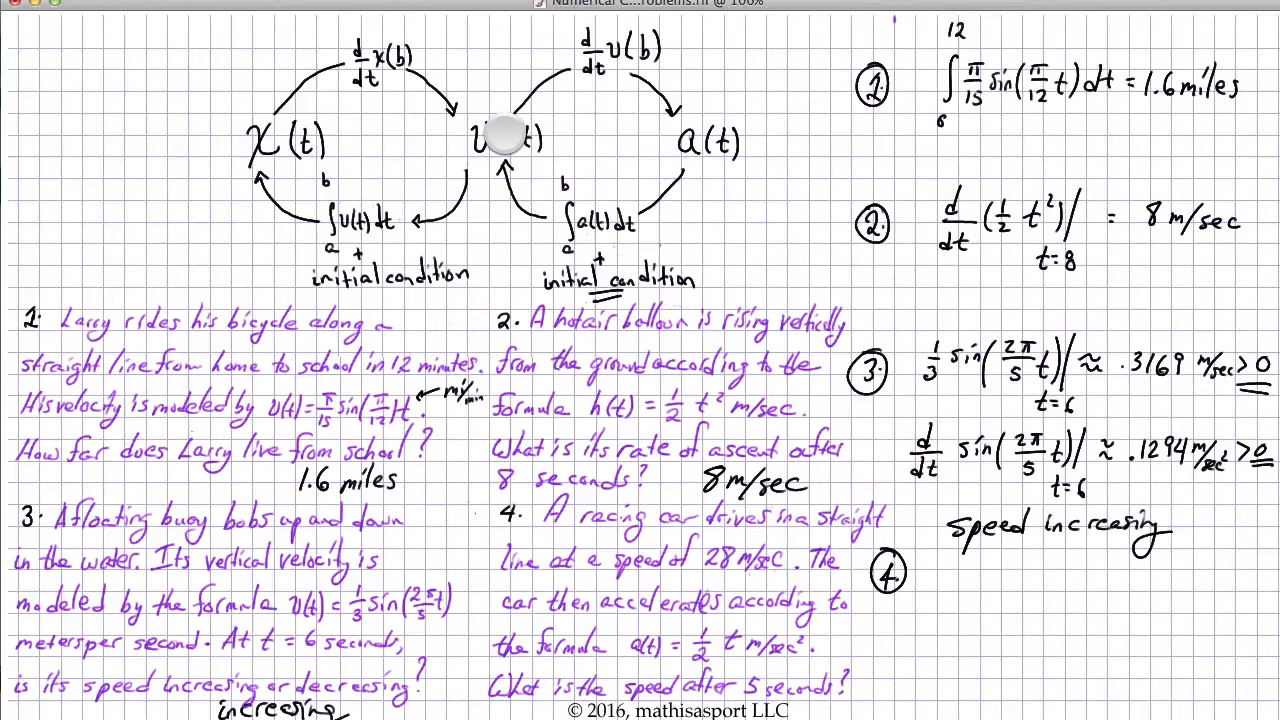 Numerical C...roblems.rn @ 100%
d/dt x(b)
d/dt v(b)
x(t)
v(t)
a(t)
b
∫ v(t) dt
a
+
initial condition
b
∫ a(t) dt
a
+
initial condition
1. Larry rides his bicycle along a
straight line from home to school in 12 minutes.
His velocity is modeled by v(t) = π/15 sin(π/12)t. ← mi/min
How far does Larry live from school?
1.6 miles
2. A hotair balloon is rising vertically
from the ground according to the
formula h(t) = 1/2 t² m/sec.
What is its rate of ascent after
8 seconds? 8 m/sec
3. A floating buoy bobs up and down
in the water. Its vertical velocity is
modeled by the formula v(t) = 1/3 sin(2π/5 t)
meters per second. At t = 6 seconds,
is its speed increasing or decreasing?
increasing
4. A racing car drives in a straight
line at a speed of 28 m/sec. The
car then accelerates according to
the formula a(t) = 1/2 t m/sec².
What is the speed after 5 seconds?
12
1. ∫ π/15 sin(π/12 t) dt = 1.6 miles
6
2. d/dt (1/2 t²)| = 8 m/sec
t=8
3. 1/3 sin(2π/5 t)| ≈ .3169 m/sec > 0
t=6
d/dt sin(2π/5 t)| ≈ .1294 m/sec² > 0
t=6
speed increasing
4.
© 2016, mathisasport LLC